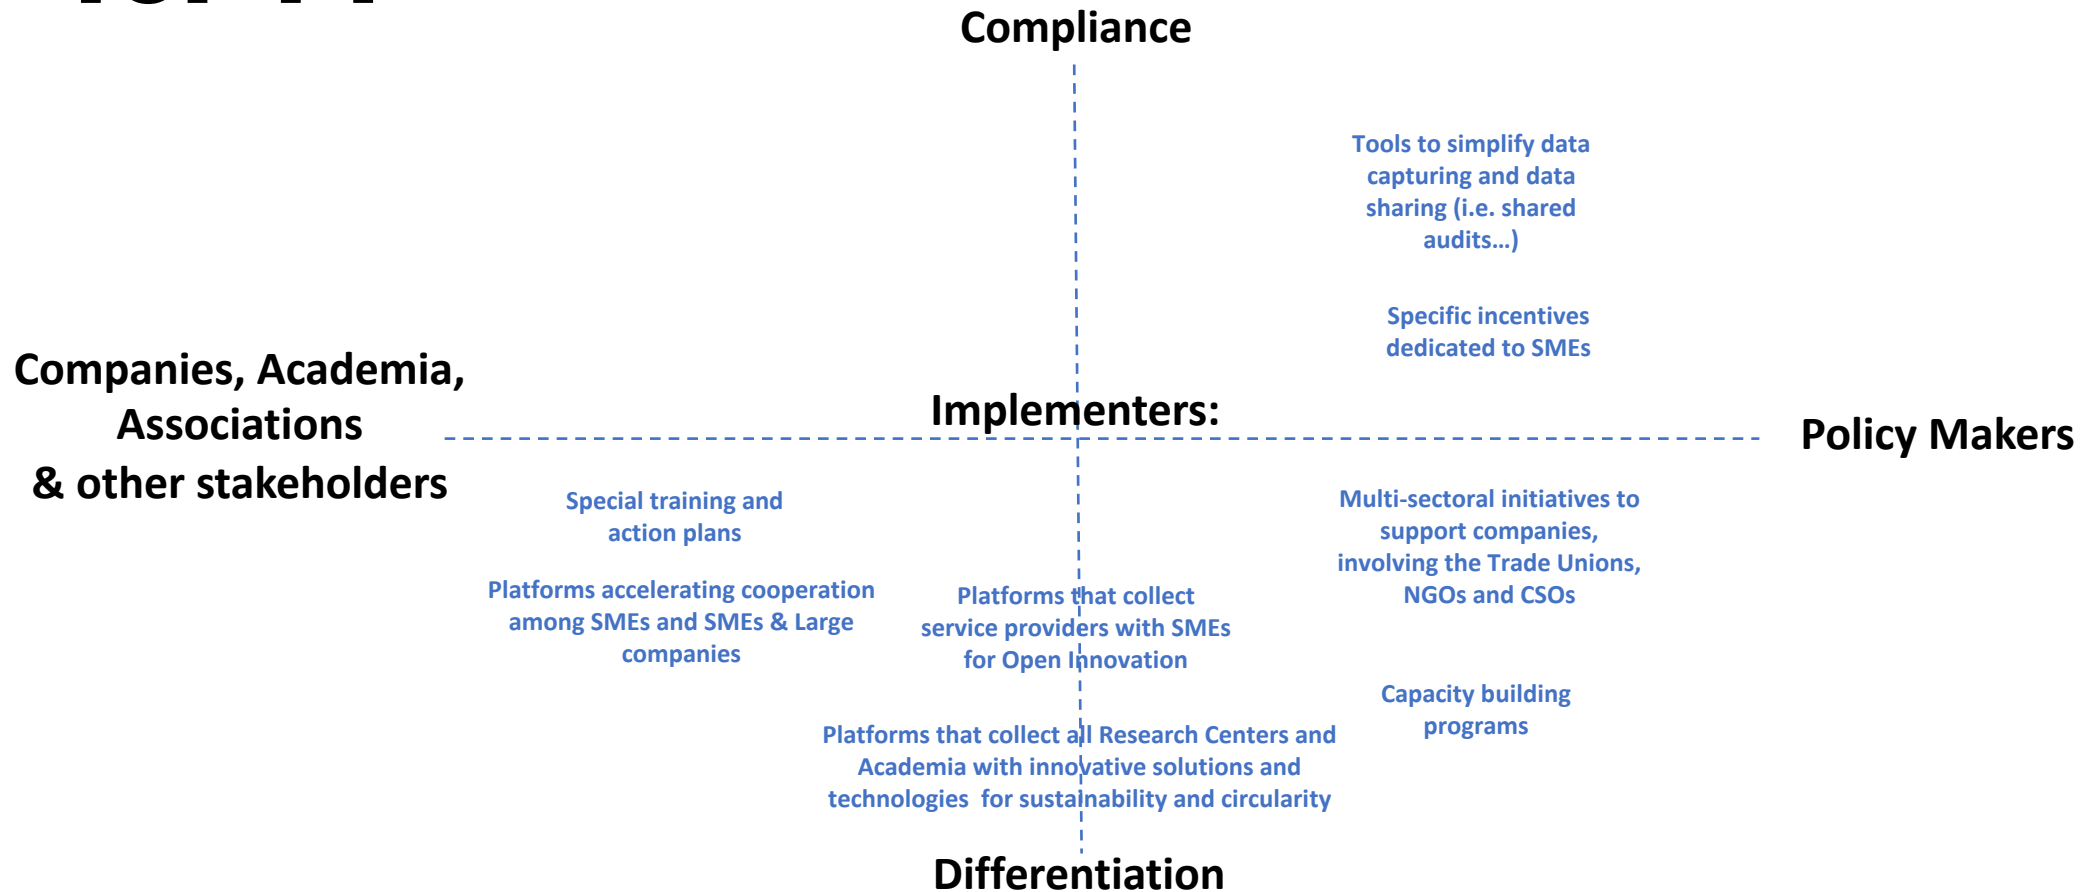 Compliance
Tools to simplify data
capturing and data
sharing (i.e. shared
audits…)
Specific incentives
dedicated to SMEs
Companies, Academia,
Associations
& other stakeholders
Implementers:
Policy Makers
Special training and
action plans
Platforms accelerating cooperation
among SMEs and SMEs & Large
companies
Platforms that collect
service providers with SMEs
for Open Innovation
Multi-sectoral initiatives to
support companies,
involving the Trade Unions,
NGOs and CSOs
Capacity building
programs
Platforms that collect all Research Centers and
Academia with innovative solutions and
technologies  for sustainability and circularity
Differentiation